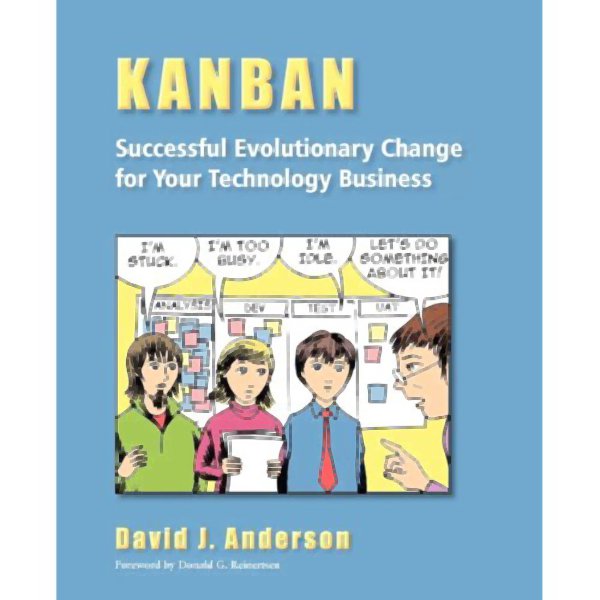 KANBAN
Successful Evolutionary Change
for Your Technology Business
I'M
STUCK.
I'M TOO
BUSY.
I'M
IDLE.
LET'S DO
SOMETHING
ABOUT IT!
ANALYSIS
DEV
TEST
UAT
David J. Anderson
Foreword by Donald G. Reinertsen